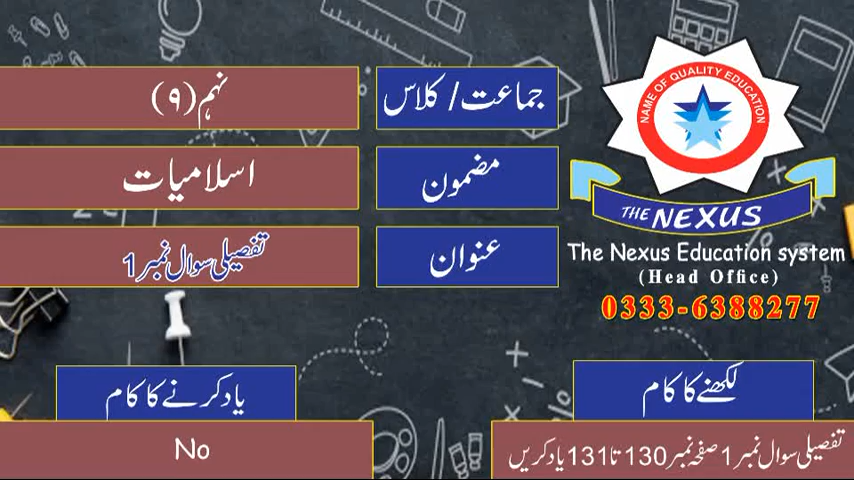 جماعت/ کلاس
نہم(۹)
مضمون
اسلامیات
عنوان
تفصیلی سوال نمبر 1
NAME OF QUALITY EDUCATION
THE NEXUS
The Nexus Education system
(Head Office)
0333-6388277
لکھنے کا کام
تفصیلی سوال نمبر 1 صفحہ نمبر 130 تا 131 یاد کریں
یاد کرنے کا کام
No